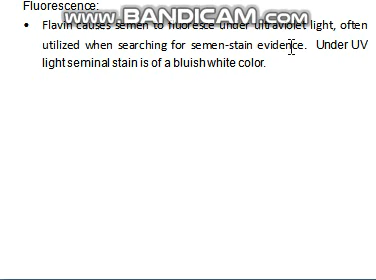 Fluorescence:
www.BANDICAM.com
• Flavin causes semen to fluoresce under ultraviolet light, often
utilized when searching for semen-stain evidence. Under UV
light seminal stain is of a bluish white color.